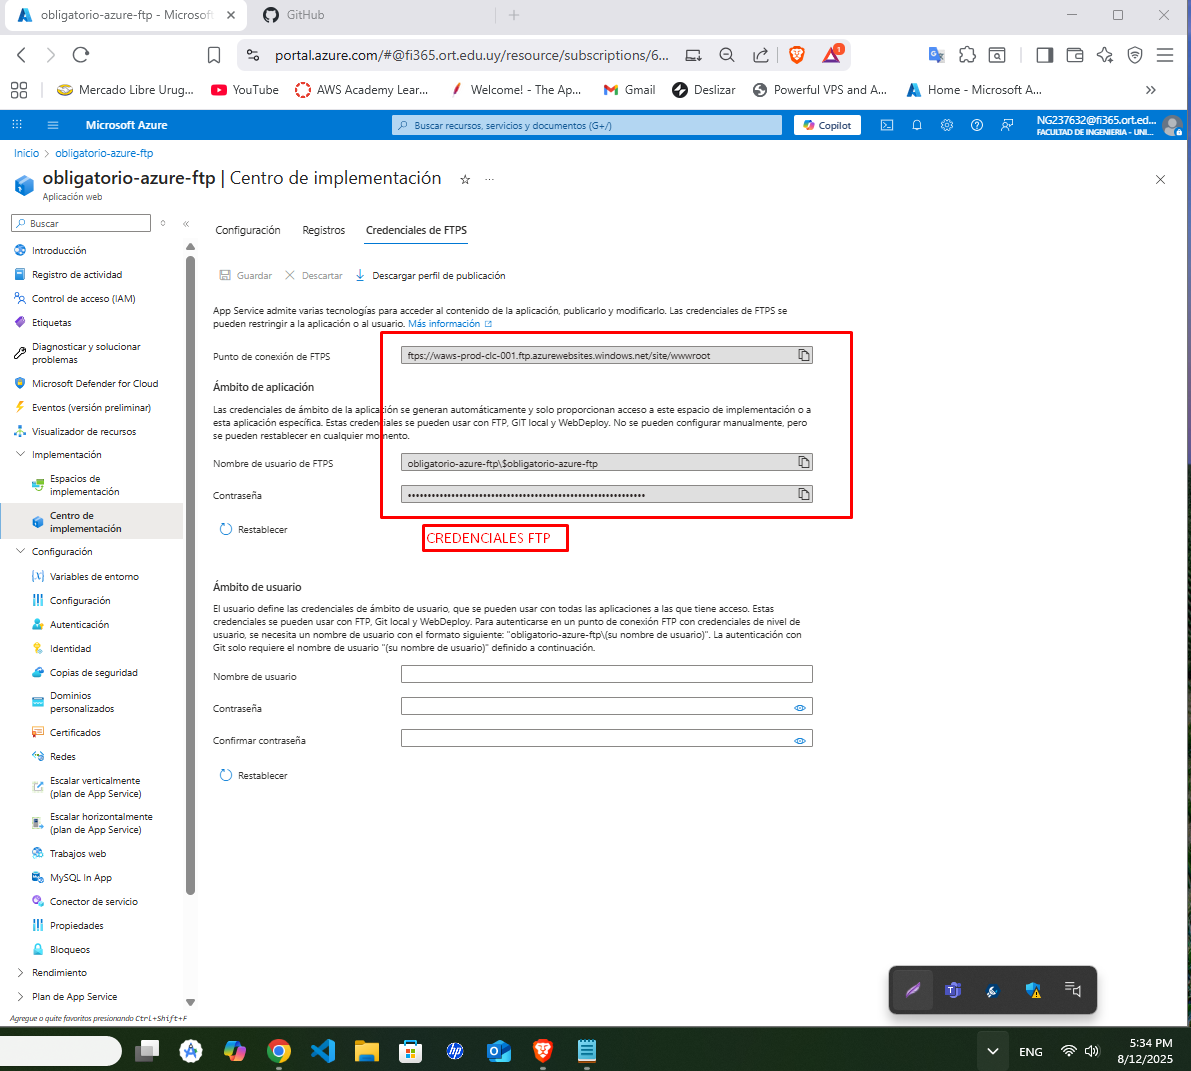 obligatorio-azure-ftp - Microsoft
GitHub
portal.azure.com/#@fi365.ort.edu.uy/resource/subscriptions/6...
1
Mercado Libre Urug...
YouTube
AWS Academy Lear...
Welcome! - The Ap...
Gmail
Deslizar
Powerful VPS and A...
Home - Microsoft A...
Microsoft Azure
Buscar recursos, servicios y documentos (G+/)
Copilot
NG237632@fi365.ort.ed...
FACULTAD DE INGENIERIA - UNI...
Inicio > obligatorio-azure-ftp
obligatorio-azure-ftp | Centro de implementación
Aplicación web
Buscar
Introducción
Registro de actividad
Control de acceso (IAM)
Etiquetas
Diagnosticar y solucionar
problemas
Microsoft Defender for Cloud
Eventos (versión preliminar)
Visualizador de recursos
Implementación
Espacios de
implementación
Centro de
implementación
Configuración
Variables de entorno
Configuración
Autenticación
Identidad
Copias de seguridad
Dominios
personalizados
Certificados
Redes
Escalar verticalmente
(plan de App Service)
Escalar horizontalmente
(plan de App Service)
Trabajos web
MySQL In App
Conector de servicio
Propiedades
Bloqueos
Rendimiento
Plan de App Service
Agregue o quite favoritos presionando Ctrl+Shift+F
Configuración
Registros
Credenciales de FTPS
Guardar
Descartar
Descargar perfil de publicación
App Service admite varias tecnologías para acceder al contenido de la aplicación, publicarlo y modificarlo. Las credenciales de FTPS se
pueden restringir a la aplicación o al usuario. Más información
Punto de conexión de FTPS
ftps://waws-prod-clc-001.ftp.azurewebsites.windows.net/site/wwwroot
Ámbito de aplicación
Las credenciales de ámbito de la aplicación se generan automáticamente y solo proporcionan acceso a este espacio de implementación o a
esta aplicación específica. Estas credenciales se pueden usar con FTP, GIT local y WebDeploy. No se pueden configurar manualmente, pero
se pueden restablecer en cualquier momento.
Nombre de usuario de FTPS
obligatorio-azure-ftp\$obligatorio-azure-ftp
Contraseña
Restablecer
CREDENCIALES FTP
Ámbito de usuario
El usuario define las credenciales de ámbito de usuario, que se pueden usar con todas las aplicaciones a las que tiene acceso. Estas
credenciales se pueden usar con FTP, Git local y WebDeploy. Para autenticarse en un punto de conexión FTP con credenciales de nivel de
usuario, se necesita un nombre de usuario con el formato siguiente: "obligatorio-azure-ftp\(su nombre de usuario)". La autenticación con
Git solo requiere el nombre de usuario "(su nombre de usuario)" definido a continuación.
Nombre de usuario
Contraseña
Confirmar contraseña
Restablecer
ENG
5:34 PM
8/12/2025